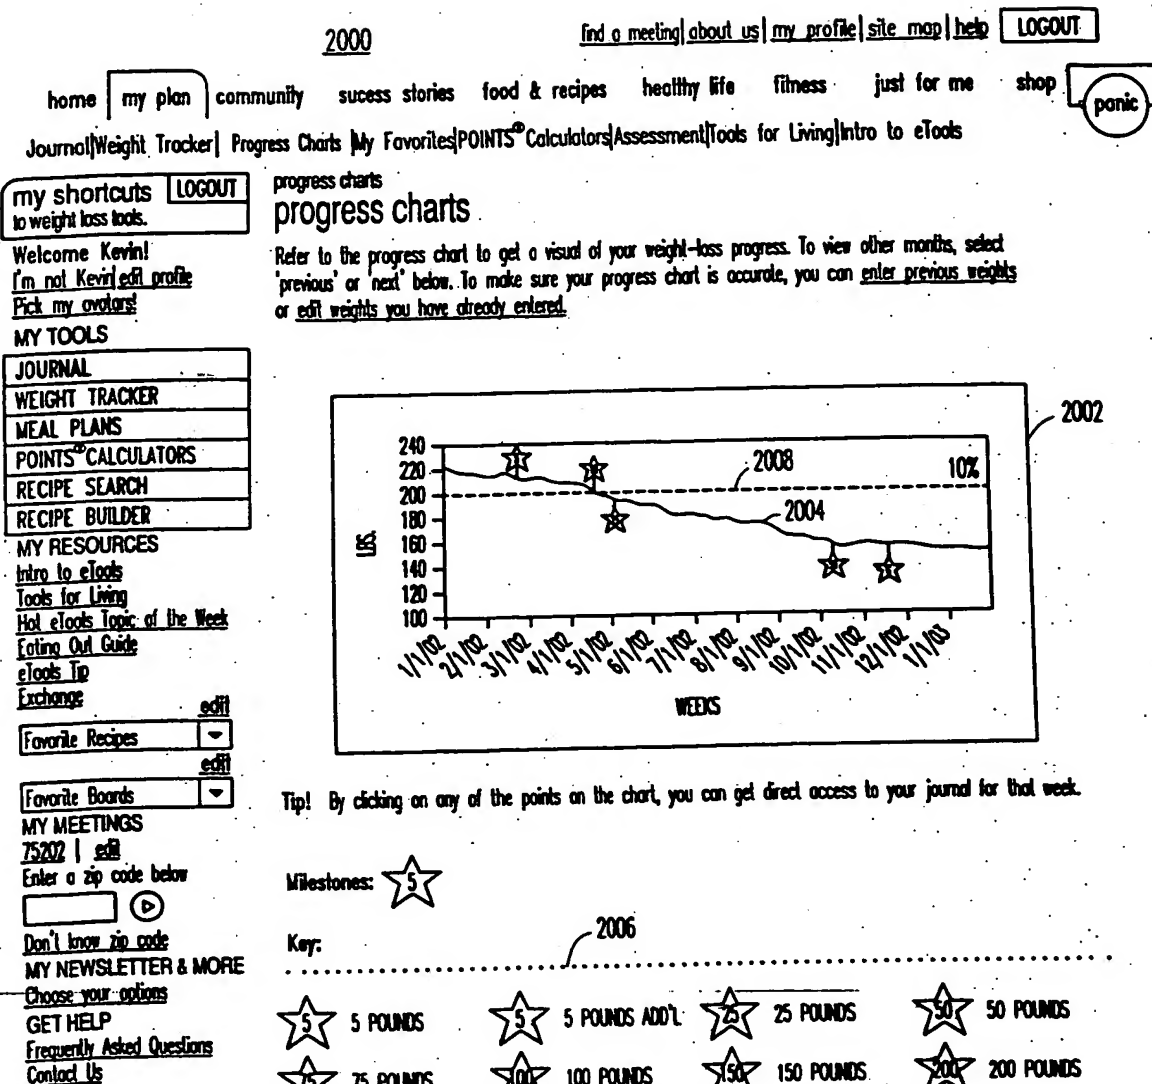 2000
find a meeting| about us| my profile| site map| help LOGOUT
home my plan community sucess stories food & recipes healthy life fitness just for me shop panic
Journal|Weight Tracker| Progress Charts |My Favorites|POINTS® Calculators|Assessment|Tools for Living|Intro to eTools
my shortcuts LOGOUT
to weight loss tools.
Welcome Kevin!
I'm not Kevin| edit profile
Pick my avatars!
MY TOOLS
JOURNAL
WEIGHT TRACKER
MEAL PLANS
POINTS® CALCULATORS
RECIPE SEARCH
RECIPE BUILDER
MY RESOURCES
Intro to eTools
Tools for Living
Hot eTools Topic of the Week
Eating Out Guide
eTools Tip
Exchange
edit
Favorite Recipes
edit
Favorite Boards
MY MEETINGS
75202 | edit
Enter a zip code below
Don't know zip code
MY NEWSLETTER & MORE
Choose your options
GET HELP
Frequently Asked Questions
Contact Us
progress charts
progress charts
Refer to the progress chart to get a visual of your weight-loss progress. To view other months, select
'previous' or 'next' below. To make sure your progress chart is accurate, you can enter previous weights
or edit weights you have already entered.
2002
240
220
200
180
160
140
120
100
LBS.
2008
10%
2004
1/1/02 2/1/02 3/1/02 4/1/02 5/1/02 6/1/02 7/1/02 8/1/02 9/1/02 10/1/02 11/1/02 12/1/02 1/1/03
WEEKS
Tip! By clicking on any of the points on the chart, you can get direct access to your journal for that week.
Milestones: 5
Key:
2006
5 5 POUNDS 5 5 POUNDS ADD'L 25 25 POUNDS 50 50 POUNDS
75 75 POUNDS 100 100 POUNDS 150 150 POUNDS 200 200 POUNDS